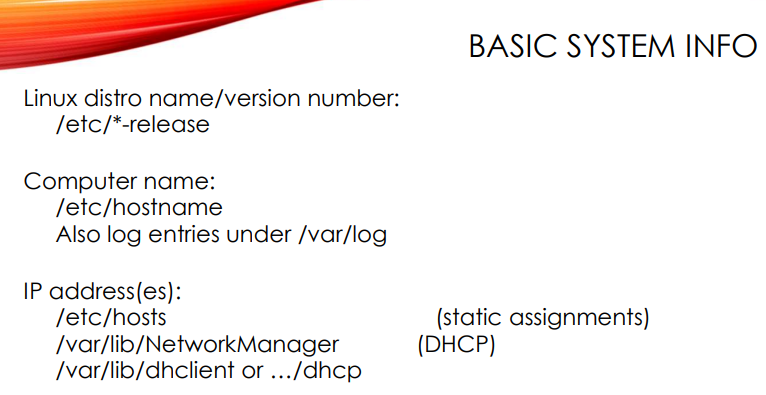 BASIC SYSTEM INFO
Linux distro name/version number:
/etc/*-release
Computer name:
/etc/hostname
Also log entries under /var/log
IP address(es):
/etc/hosts (static assignments)
/var/lib/NetworkManager (DHCP)
/var/lib/dhclient or …/dhcp